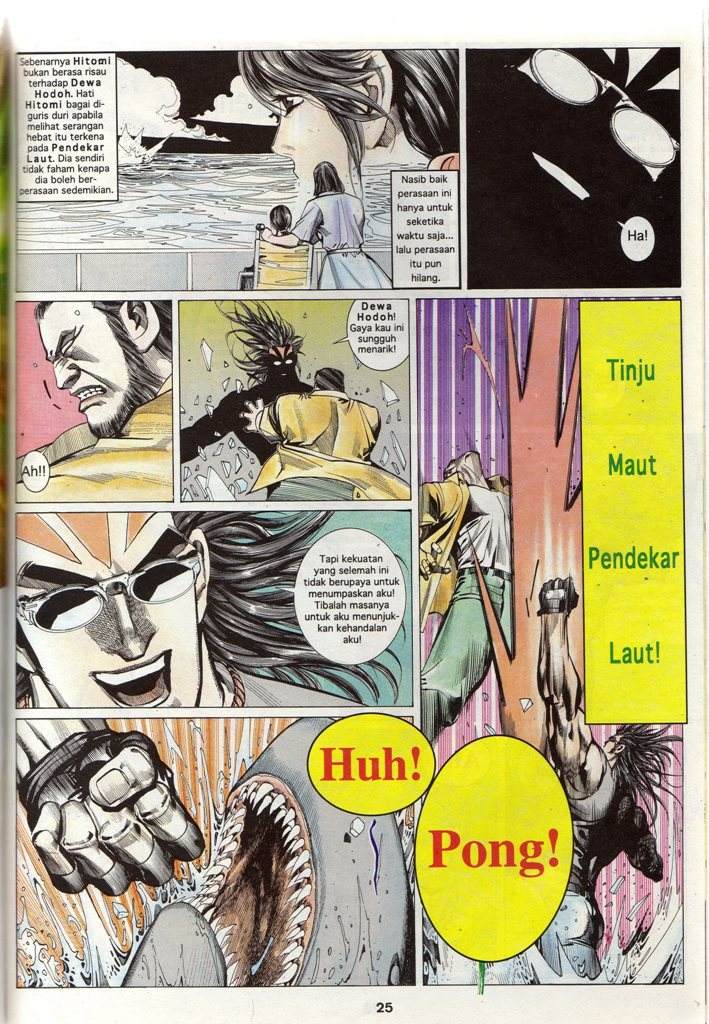 Sebenarnya Hitomi
bukan berasa risau
terhadap Dewa
Hodoh. Hati
Hitomi bagai di-
guris duri apabila
melihat serangan
hebat itu terkena
pada Pendekar
Laut. Dia sendiri
tidak faham kenapa
dia boleh ber-
perasaan sedemikian.
Nasib baik
perasaan ini
hanya untuk
seketika
waktu saja...
lalu perasaan
itu pun
hilang.
Ha!
Ah!!
Dewa
Hodoh!
Gaya kau ini
sungguh
menarik!
Tinju
Maut
Pendekar
Laut!
Tapi kekuatan
yang selemah ini
tidak berupaya untuk
menumpaskan aku!
Tibalah masanya
untuk aku menunjuk-
kan kehandalan
aku!
Huh!
Pong!
25